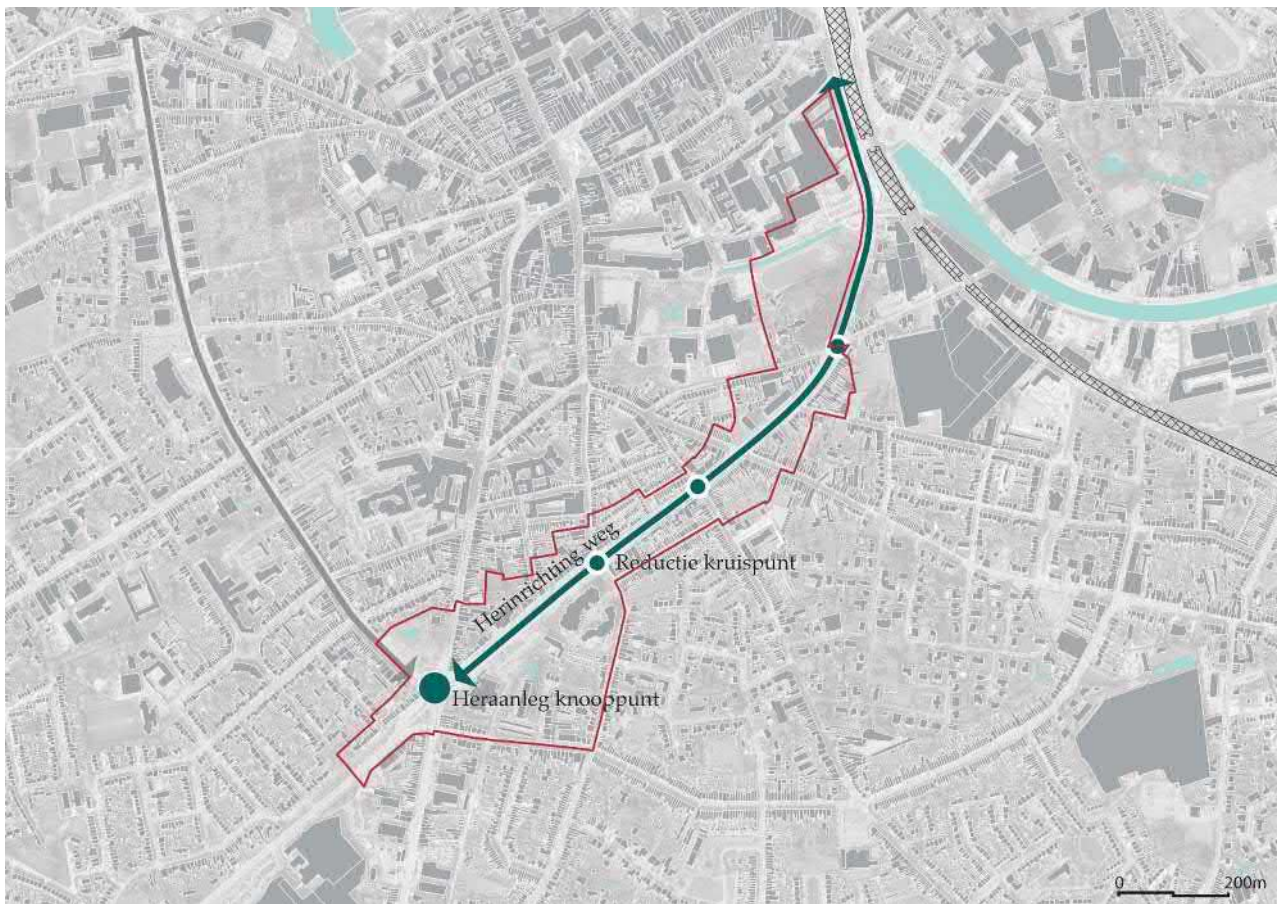 Herinrichting weg
Reductie kruispunt
Heraanleg knooppunt
0 200m